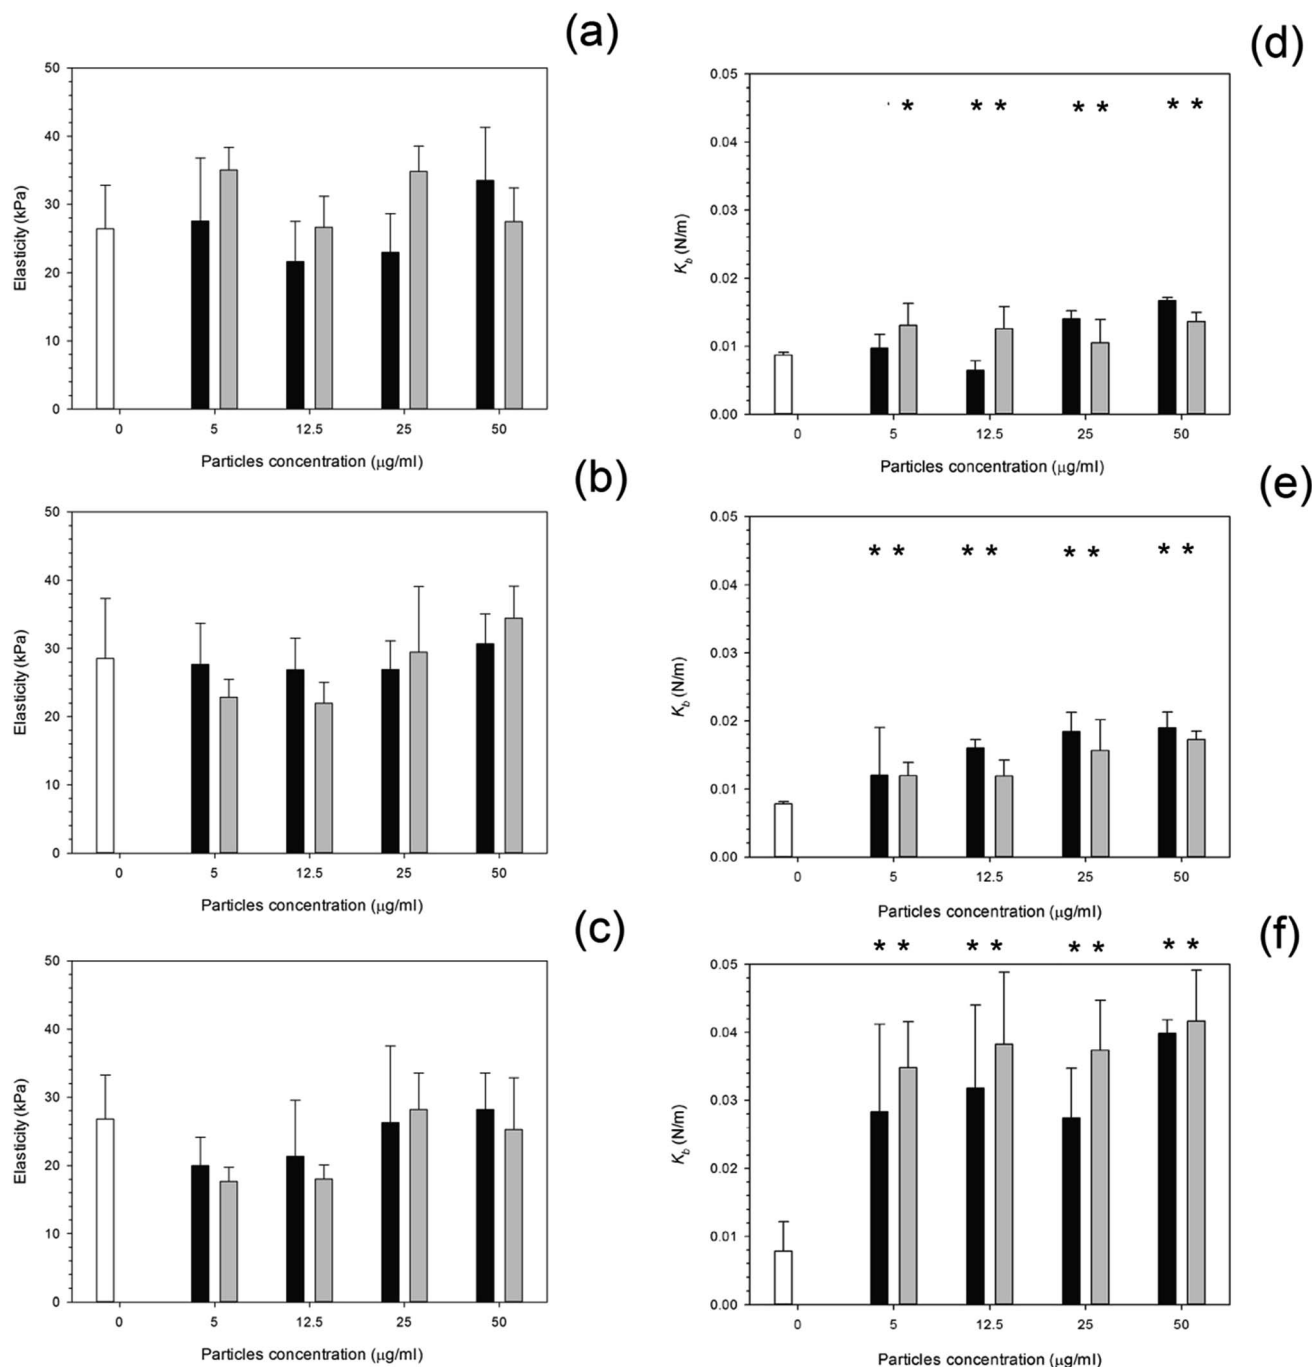 (a)
50
40
30
20
10
0
Elasticity (kPa)
0 5 12.5 25 50
Particles concentration (μg/ml)
(d)
0.05
0.04
0.03
0.02
0.01
0.00
K_b (N/m)
* * * * * * *
0 5 12.5 25 50
Particles concentration (μg/ml)
(b)
50
40
30
20
10
0
Elasticity (kPa)
0 5 12.5 25 50
Particles concentration (μg/ml)
(e)
0.05
0.04
0.03
0.02
0.01
0.00
K_b (N/m)
* * * * * * * *
0 5 12.5 25 50
Particles concentration (μg/ml)
(c)
50
40
30
20
10
0
Elasticity (kPa)
0 5 12.5 25 50
Particles concentration (μg/ml)
(f)
* * * * * * * *
0.05
0.04
0.03
0.02
0.01
0.00
K_b (N/m)
0 5 12.5 25 50
Particles concentration (μg/ml)